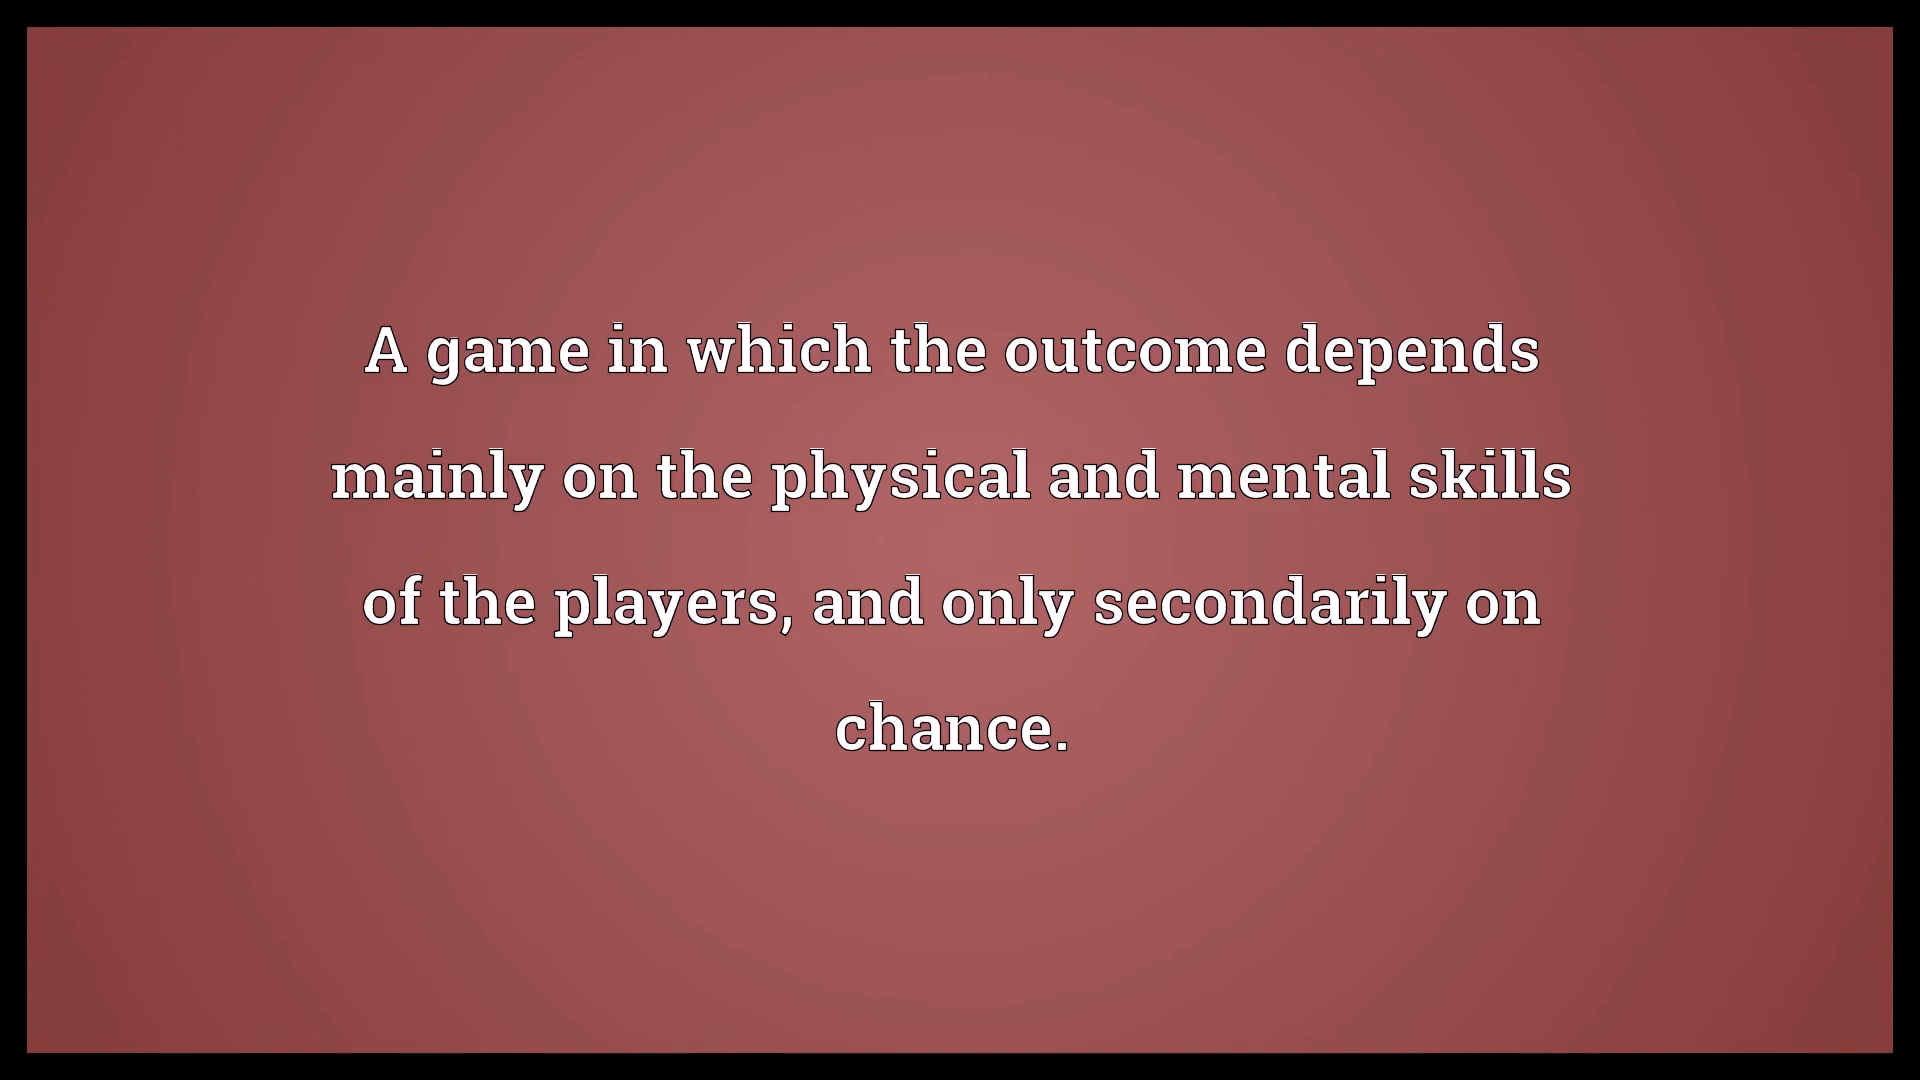 A game in which the outcome depends
mainly on the physical and mental skills
of the players, and only secondarily on
chance.